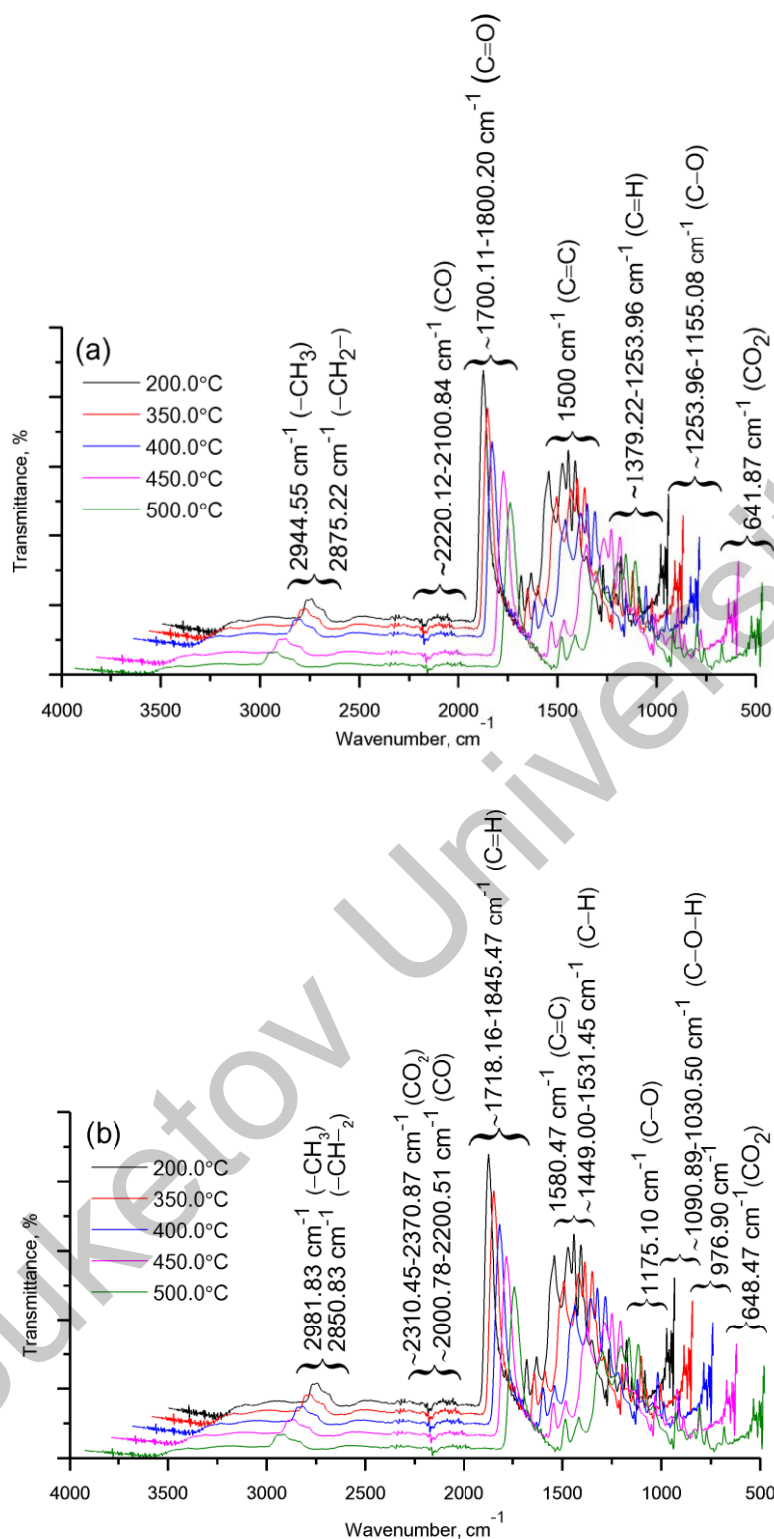 (a)
200.0°C
350.0°C
400.0°C
450.0°C
500.0°C
2944.55 cm⁻¹ (−CH₃)
2875.22 cm⁻¹ (−CH₂−)
~2220.12-2100.84 cm⁻¹ (CO)
~1700.11-1800.20 cm⁻¹ (C=O)
1500 cm⁻¹ (C=C)
~1379.22-1253.96 cm⁻¹ (C=H)
~1253.96-1155.08 cm⁻¹ (C−O)
641.87 cm⁻¹ (CO₂)
Transmittance, %
4000 3500 3000 2500 2000 1500 1000 500
Wavenumber, cm⁻¹
(b)
200.0°C
350.0°C
400.0°C
450.0°C
500.0°C
2981.83 cm⁻¹ (−CH₃)
2850.83 cm⁻¹ (−CH−₂)
~2310.45-2370.87 cm⁻¹ (CO₂)
~2000.78-2200.51 cm⁻¹ (CO)
~1718.16-1845.47 cm⁻¹ (C=H)
1580.47 cm⁻¹ (C=C)
~1449.00-1531.45 cm⁻¹ (C−H)
1175.10 cm⁻¹ (C−O)
~1090.89-1030.50 cm⁻¹ (C−O−H)
976.90 cm⁻¹
648.47 cm⁻¹(CO₂)
Transmittance, %
4000 3500 3000 2500 2000 1500 1000 500
Wavenumber, cm⁻¹
uketov Universi